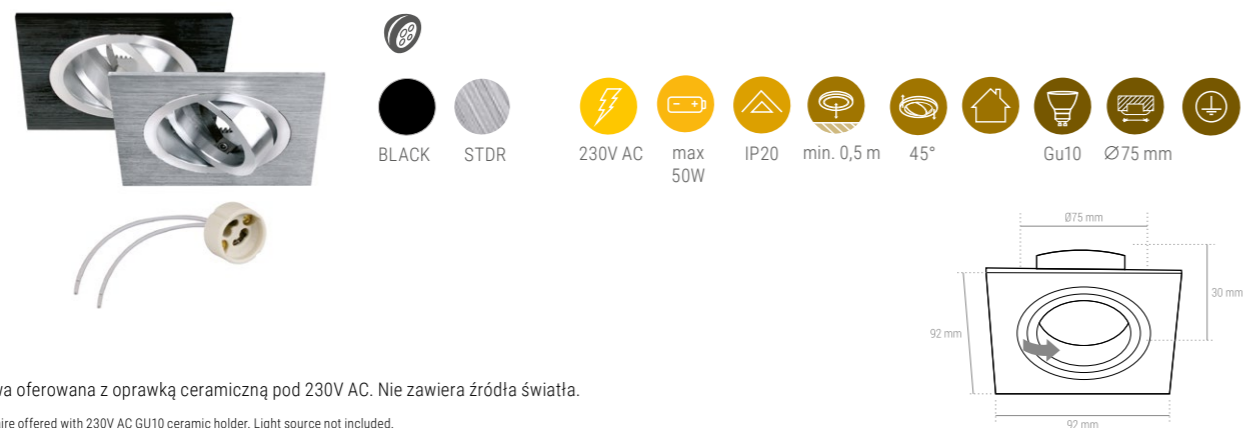 BLACK
STDR
230V AC
max
50W
IP20
min. 0,5 m
45°
Gu10
Ø75 mm
Ø75 mm
30 mm
92 mm
92 mm
oferowana z oprawką ceramiczną pod 230V AC. Nie zawiera źródła światła.
offered with 230V AC GU10 ceramic holder. Light source not included.